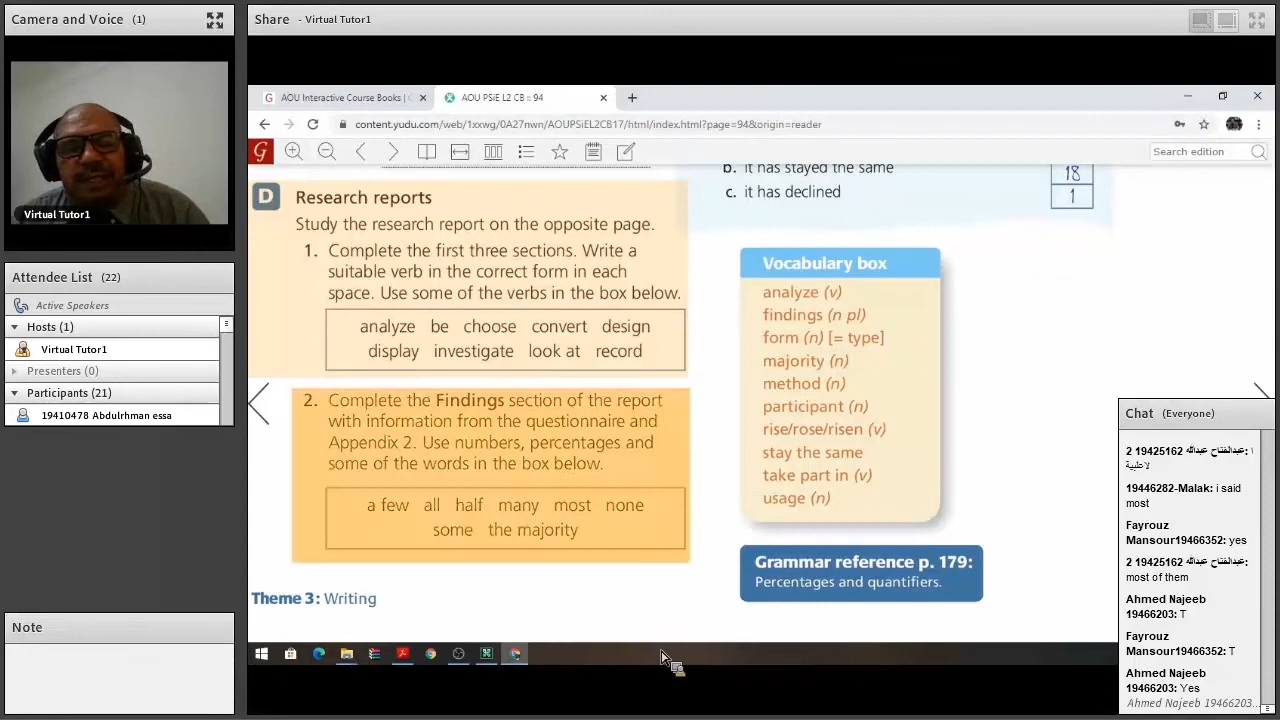 Camera and Voice (1)
Virtual Tutor1
Attendee List (22)
Active Speakers
Hosts (1)
Virtual Tutor1
Presenters (0)
Participants (21)
19410478 Abdulrhman essa
Note
Share - Virtual Tutor1
AOU Interactive Course Books | G
AOU PSiE L2 CB :: 94
content.yudu.com/web/1xxwg/0A27nwn/AOUPSiEL2CB17/html/index.html?page=94&origin=reader
Search edition
D Research reports
Study the research report on the opposite page.
1. Complete the first three sections. Write a
suitable verb in the correct form in each
space. Use some of the verbs in the box below.
analyze be choose convert design
display investigate look at record
2. Complete the Findings section of the report
with information from the questionnaire and
Appendix 2. Use numbers, percentages and
some of the words in the box below.
a few all half many most none
some the majority
Theme 3: Writing
b. it has stayed the same 18
c. it has declined 1
Vocabulary box
analyze (v)
findings (n pl)
form (n) [= type]
majority (n)
method (n)
participant (n)
rise/rose/risen (v)
stay the same
take part in (v)
usage (n)
Grammar reference p. 179:
Percentages and quantifiers.
Chat (Everyone)
2 19425162 عبدالفتاح عبدالله: ا
لاغلبية
19446282-Malak: i said
most
Fayrouz
Mansour19466352: yes
2 19425162 عبدالفتاح عبدالله:
most of them
Ahmed Najeeb
19466203: T
Fayrouz
Mansour19466352: T
Ahmed Najeeb
19466203: Yes
Ahmed Najeeb 19466203...